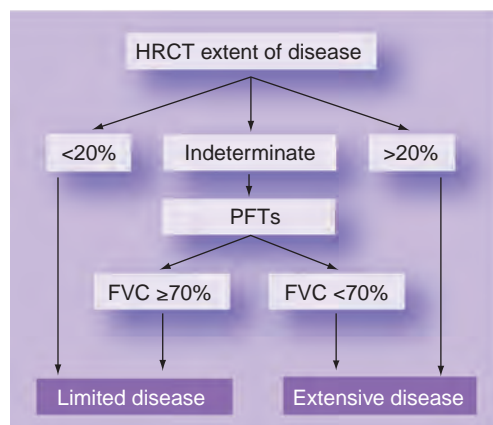 HRCT extent of disease
<20%
Indeterminate
>20%
PFTs
FVC ≥70%
FVC <70%
Limited disease
Extensive disease